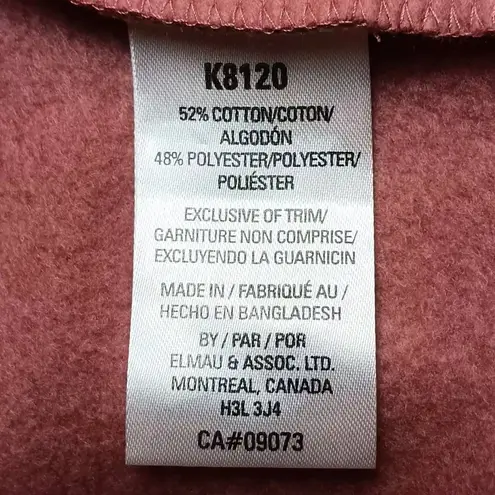 K8120
52% COTTON/COTON/
ALGODÓN
48% POLYESTER/POLYESTER/
POLIÉSTER
EXCLUSIVE OF TRIM/
GARNITURE NON COMPRISE/
EXCLUYENDO LA GUARNICIN
MADE IN / FABRIQUÉ AU /
HECHO EN BANGLADESH
BY / PAR / POR
ELMAU & ASSOC. LTD.
MONTREAL, CANADA
H3L 3J4
CA#09073